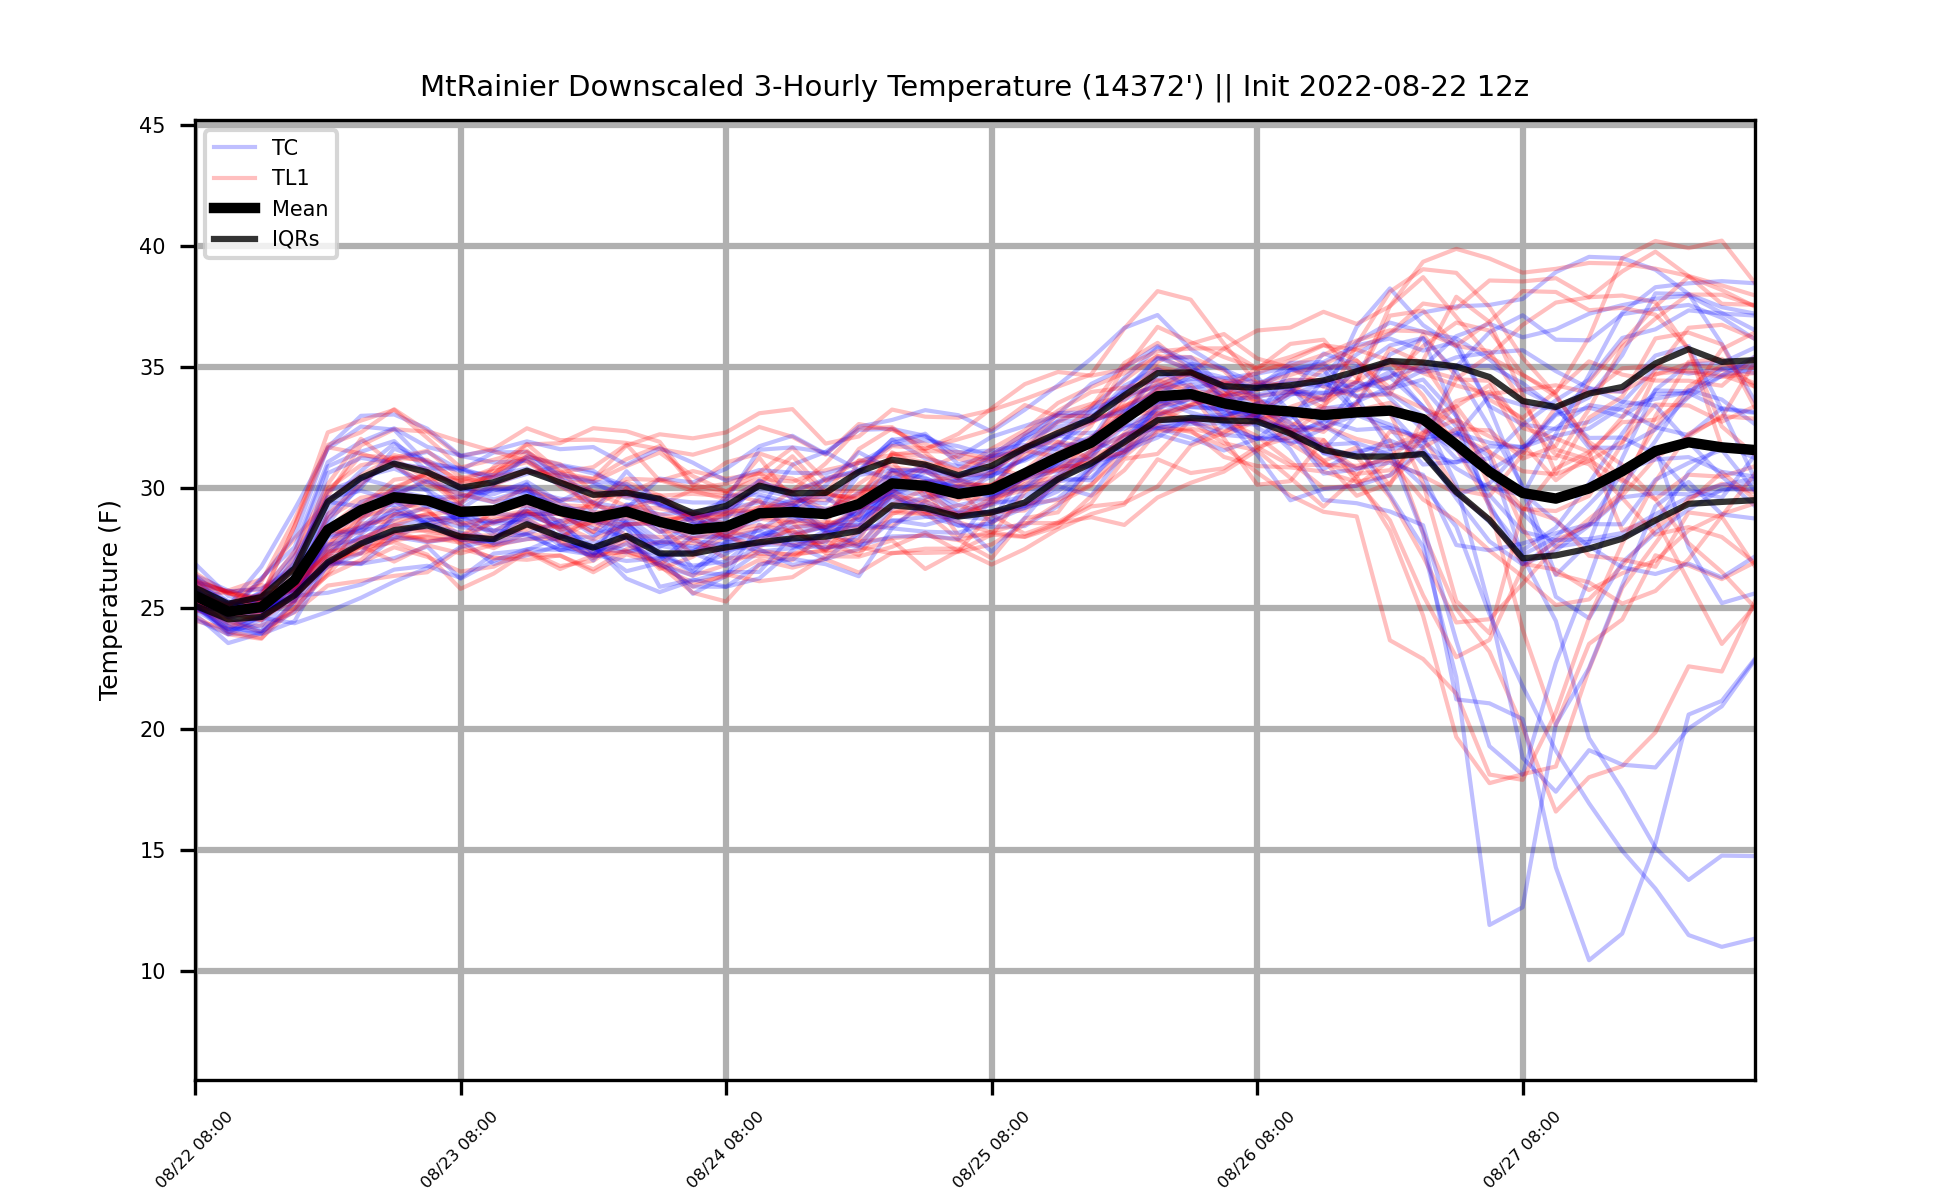 MtRainier Downscaled 3-Hourly Temperature (14372') || Init 2022-08-22 12z
TC
TL1
Mean
IQRs
Temperature (F)
45
40
35
30
25
20
15
10
08/22 08:00
08/23 08:00
08/24 08:00
08/25 08:00
08/26 08:00
08/27 08:00